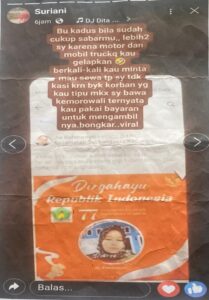 Suriani
6jam
DJ Dita
Bu kadus bila sudah
cukup sabarmu,, lebih2
sy karena motor dan
mobil truckq kau
gelapkan 🤣
berkali-kali kau minta
mau sewa tp sy tdk
kasi krn byk korban yg
kau tipu mkx sy bawa
kemorowali ternyata
kau pakai bayaran
untuk mengambil
nya.bongkar..viral
Dirgahayu
Republik Indonesia
77
Balas...